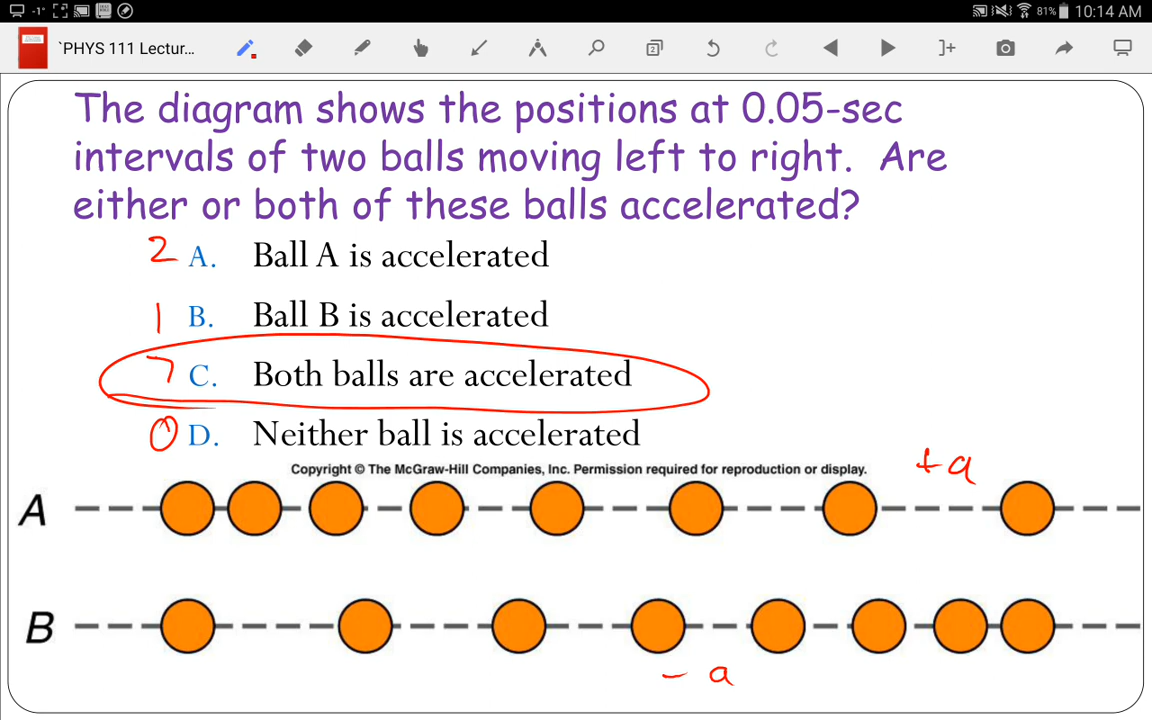 -1°
81% 10:14 AM
`PHYS 111 Lectur...
2
]+
The diagram shows the positions at 0.05-sec
intervals of two balls moving left to right. Are
either or both of these balls accelerated?
2 A. Ball A is accelerated
1 B. Ball B is accelerated
7 C. Both balls are accelerated
0 D. Neither ball is accelerated
Copyright © The McGraw-Hill Companies, Inc. Permission required for reproduction or display.
+a
A
B
- a